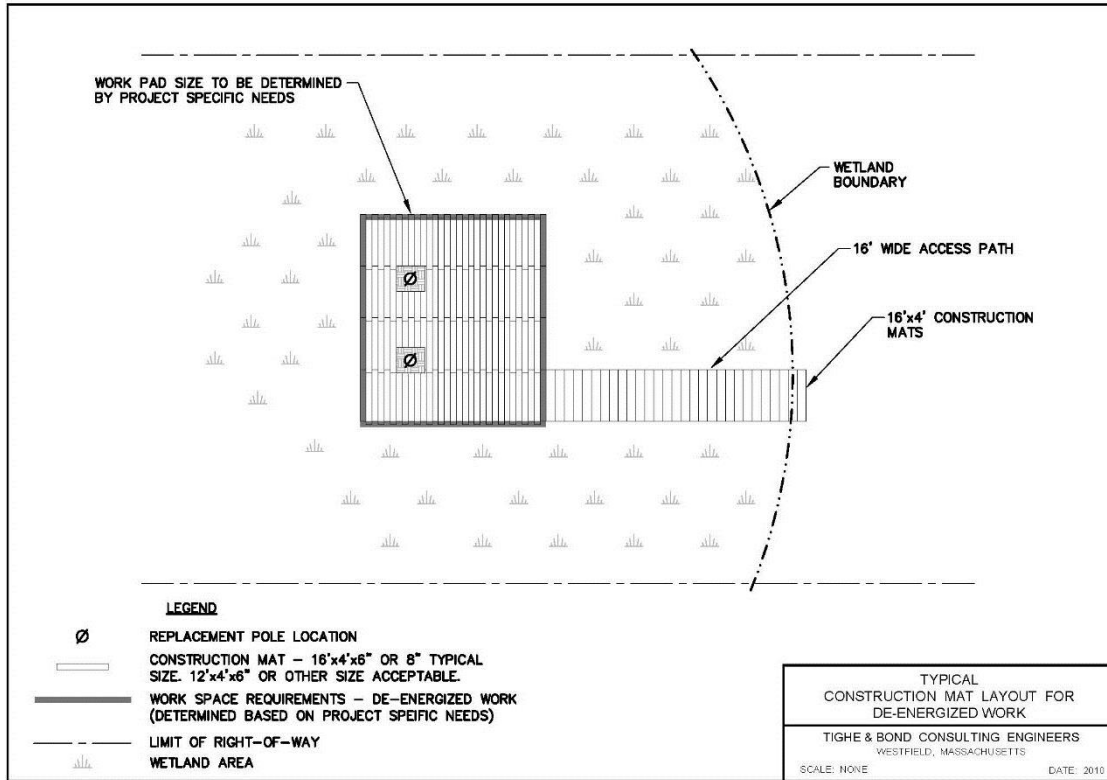 WORK PAD SIZE TO BE DETERMINED
BY PROJECT SPECIFIC NEEDS
WETLAND
BOUNDARY
16' WIDE ACCESS PATH
16'x4' CONSTRUCTION
MATS
Ø
Ø
LEGEND
Ø REPLACEMENT POLE LOCATION
CONSTRUCTION MAT – 16'x4'x6" OR 8" TYPICAL
SIZE. 12'x4'x6" OR OTHER SIZE ACCEPTABLE.
WORK SPACE REQUIREMENTS – DE-ENERGIZED WORK
(DETERMINED BASED ON PROJECT SPEIFIC NEEDS)
LIMIT OF RIGHT-OF-WAY
WETLAND AREA
TYPICAL
CONSTRUCTION MAT LAYOUT FOR
DE-ENERGIZED WORK
TIGHE & BOND CONSULTING ENGINEERS
WESTFIELD, MASSACHUSETTS
SCALE: NONE DATE: 2010